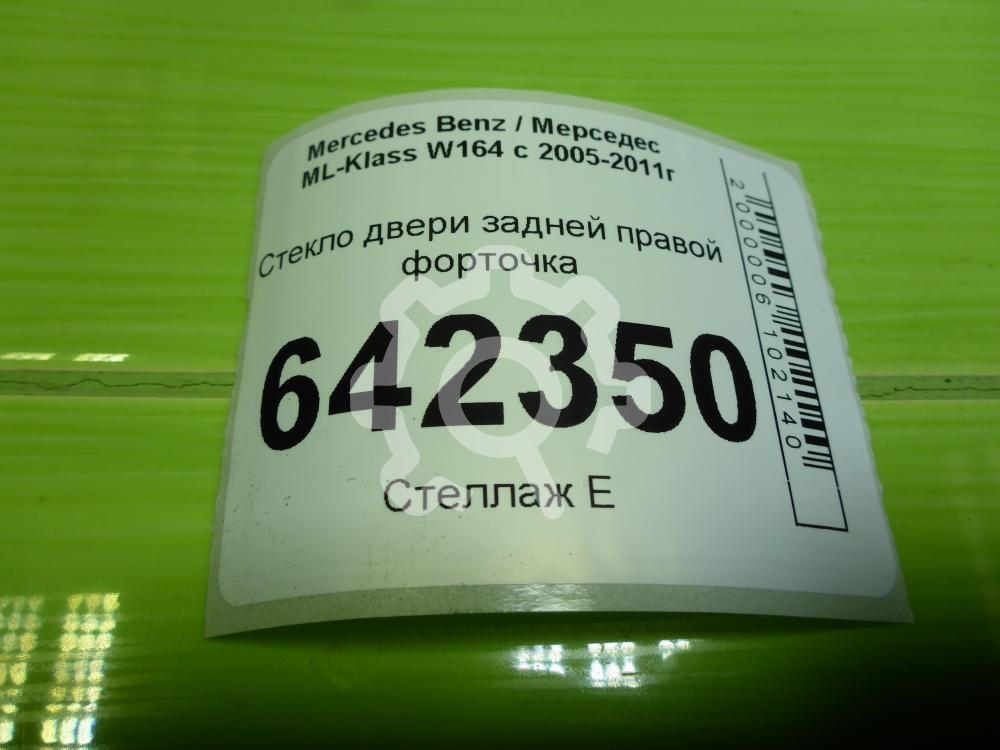 Mercedes Benz / Мерседес
ML-Klass W164 с 2005-2011г
Стекло двери задней правой
форточка
642350
Стеллаж Е
2000006102140